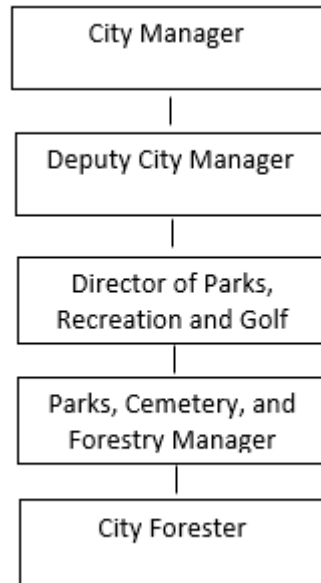 City Manager
Deputy City Manager
Director of Parks,
Recreation and Golf
Parks, Cemetery, and
Forestry Manager
City Forester